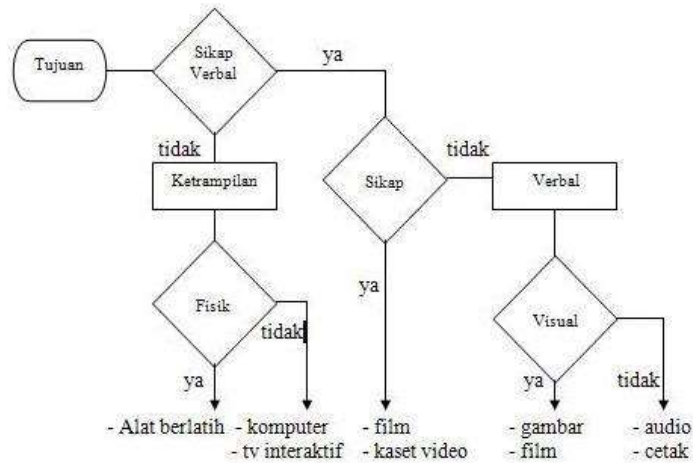 Tujuan
Sikap
Verbal
ya
tidak
Ketrampilan
Sikap
tidak
Verbal
Fisik
tidak
ya
ya
Visual
ya
tidak
- Alat berlatih
- komputer
- tv interaktif
- film
- kaset video
- gambar
- film
- audio
- cetak